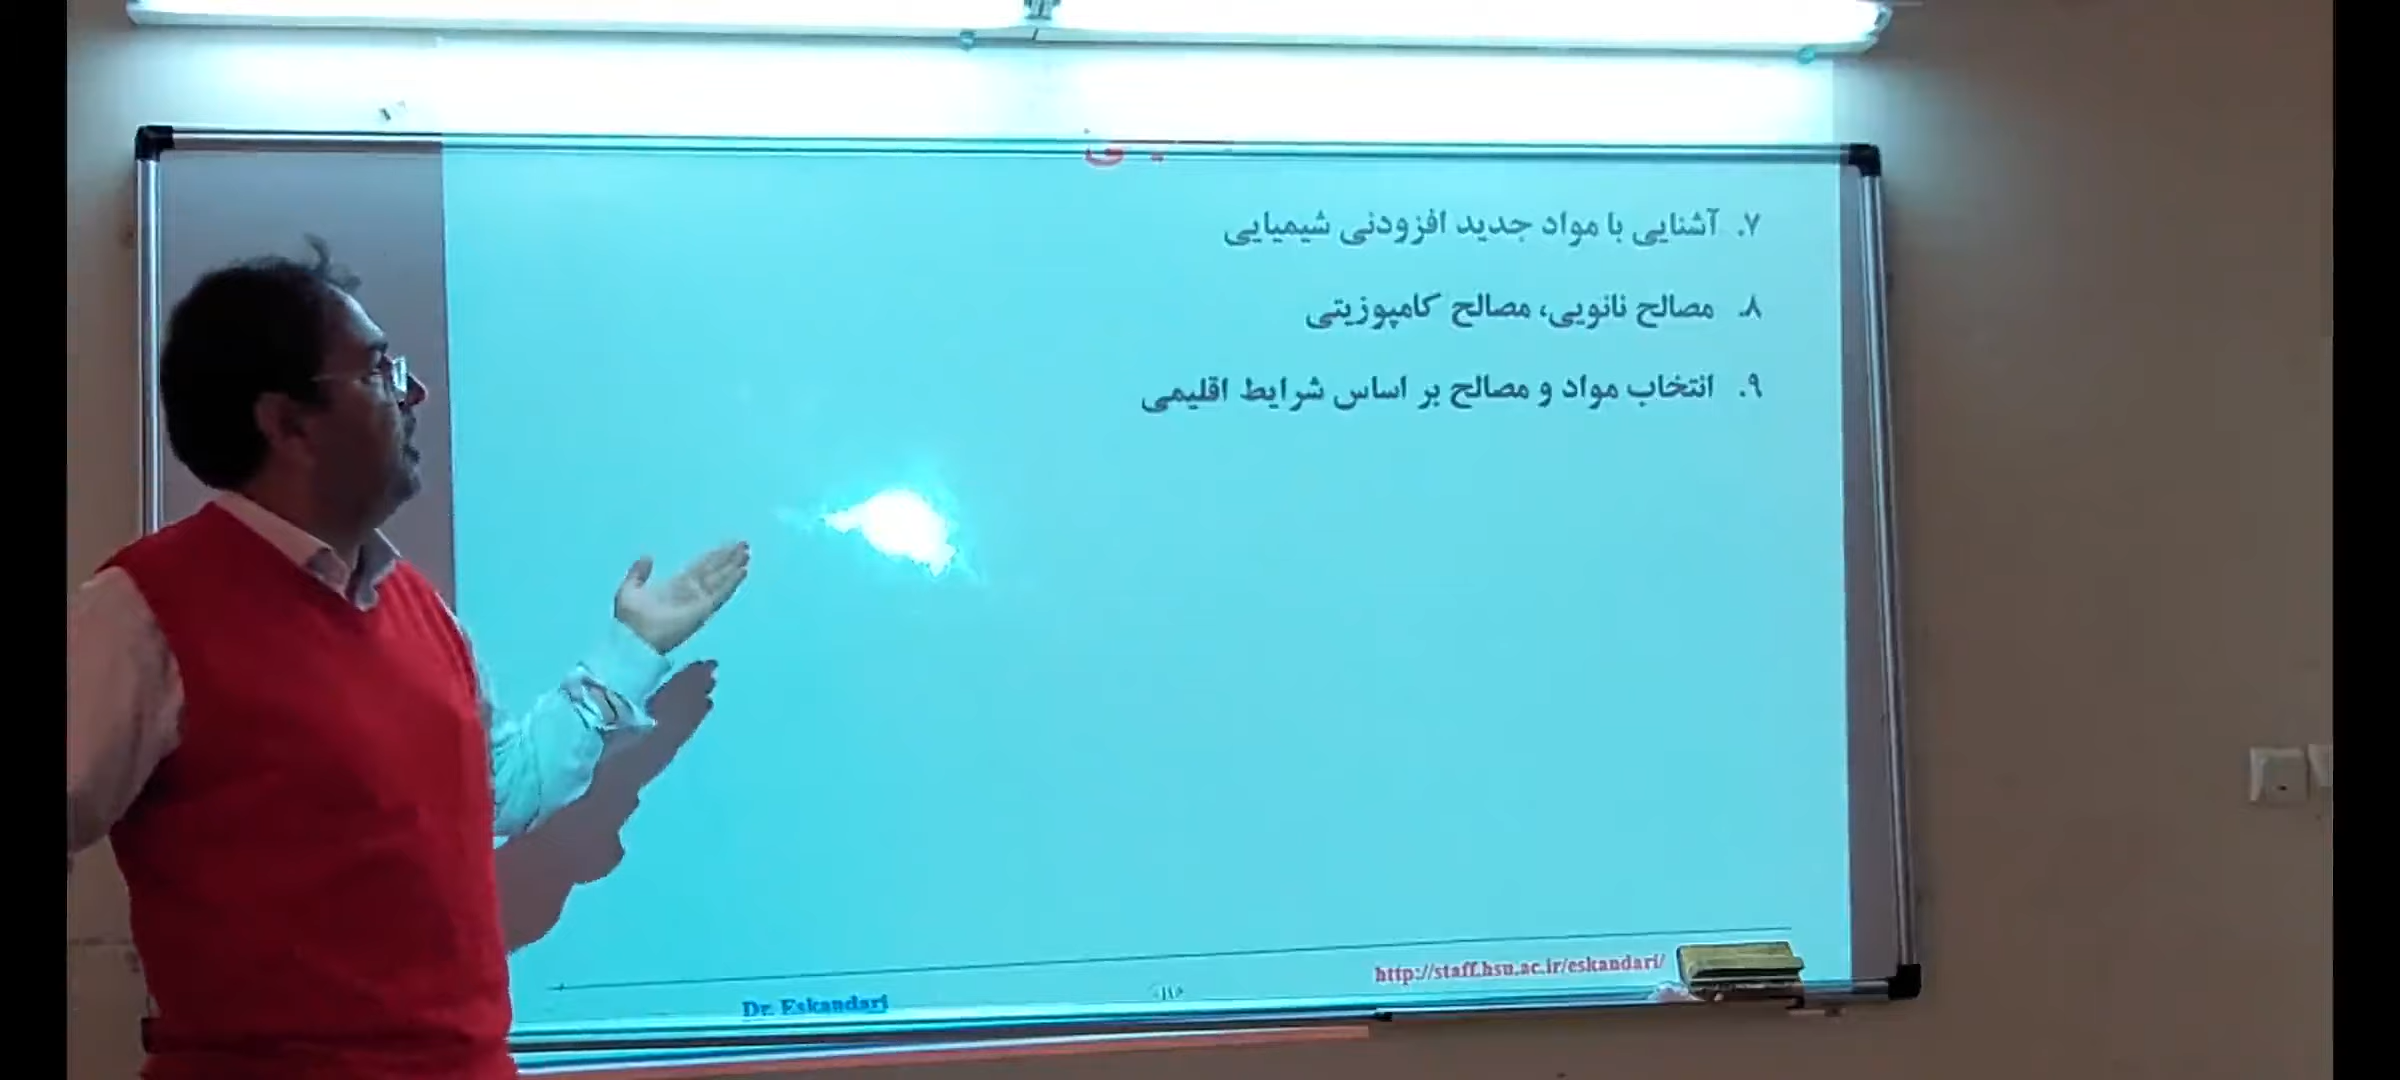 ۷. آشنایی با مواد جدید افزودنی شیمیایی
۸. مصالح نانویی، مصالح کامپوزیتی
۹. انتخاب مواد و مصالح بر اساس شرایط اقلیمی
http://staff.hsu.ac.ir/eskandari/
Dr. Eskandari